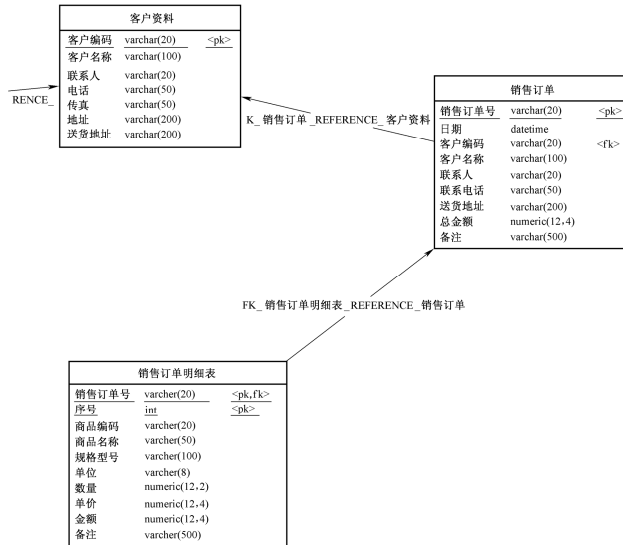 客户资料
客户编码 varchar(20) <pk>
客户名称 varchar(100)
联系人 varchar(20)
电话 varchar(50)
传真 varchar(50)
地址 varchar(200)
送货地址 varchar(200)
RENCE_
K_销售订单_REFERENCE_客户资料
销售订单
销售订单号 varchar(20) <pk>
日期 datetime
客户编码 varchar(20) <fk>
客户名称 varchar(100)
联系人 varchar(20)
联系电话 varchar(50)
送货地址 varchar(200)
总金额 numeric(12,4)
备注 varchar(500)
FK_销售订单明细表_REFERENCE_销售订单
销售订单明细表
销售订单号 varcher(20) <pk,fk>
序号 int <pk>
商品编码 varcher(20)
商品名称 varcher(50)
规格型号 varcher(100)
单位 varcher(8)
数量 numeric(12,2)
单价 numeric(12,4)
金额 numeric(12,4)
备注 varcher(500)